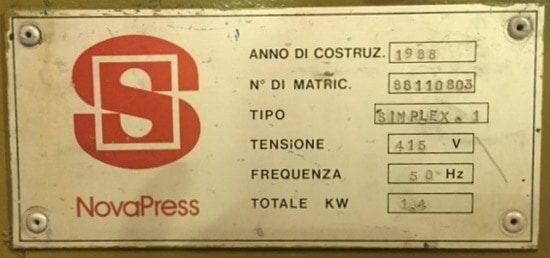 ANNO DI COSTRUZ. 1988
N° DI MATRIC. 88110803
TIPO SIMPLEX.1
TENSIONE 415 V
FREQUENZA 50 Hz
TOTALE KW 1.4
S
NovaPress